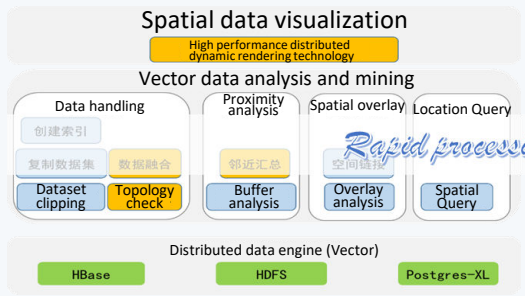 Spatial data visualization
High performance distributed
dynamic rendering technology
Vector data analysis and mining
Data handling
Proximity
analysis
Spatial overlay
Location Query
创建索引
复制数据集
数据融合
邻近汇总
空间链接
Rapid process
Dataset
clipping
Topology
check
Buffer
analysis
Overlay
analysis
Spatial
Query
Distributed data engine (Vector)
HBase
HDFS
Postgres-XL